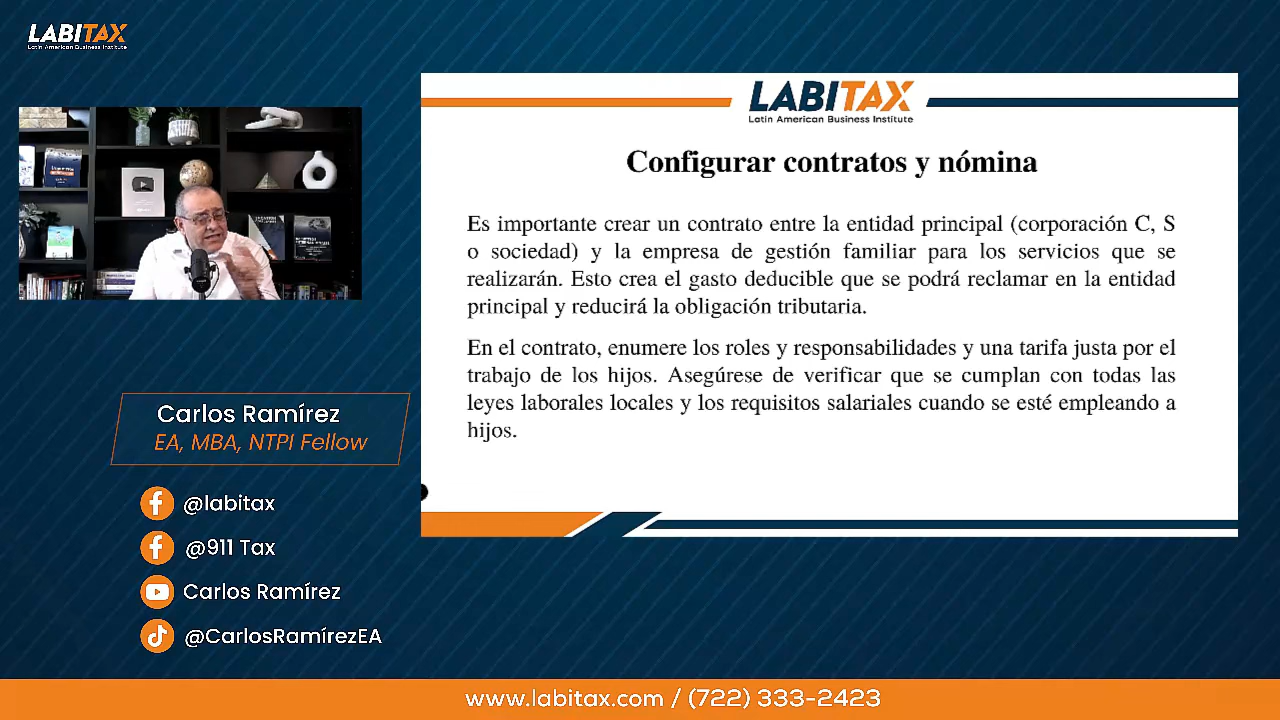 LABITAX
Latin American Business Institute
LABITAX
Latin American Business Institute
Configurar contratos y nómina
Es importante crear un contrato entre la entidad principal (corporación C, S
o sociedad) y la empresa de gestión familiar para los servicios que se
realizarán. Esto crea el gasto deducible que se podrá reclamar en la entidad
principal y reducirá la obligación tributaria.
En el contrato, enumere los roles y responsabilidades y una tarifa justa por el
trabajo de los hijos. Asegúrese de verificar que se cumplan con todas las
leyes laborales locales y los requisitos salariales cuando se esté empleando a
hijos.
Carlos Ramírez
EA, MBA, NTPI Fellow
@labitax
@911 Tax
Carlos Ramírez
@CarlosRamírezEA
www.labitax.com / (722) 333-2423